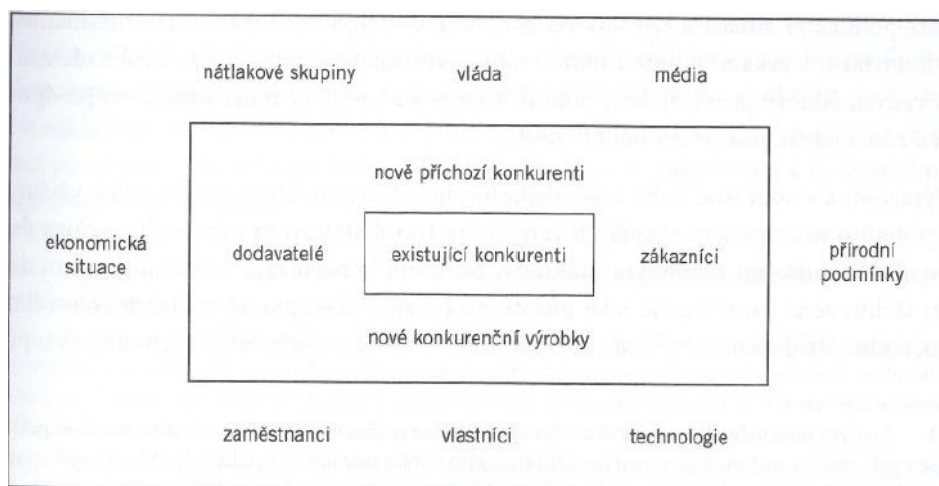 nátlakové skupiny vláda média
nově příchozí konkurenti
ekonomická situace dodavatelé existující konkurenti zákazníci přírodní podmínky
nové konkurenční výrobky
zaměstnanci vlastníci technologie